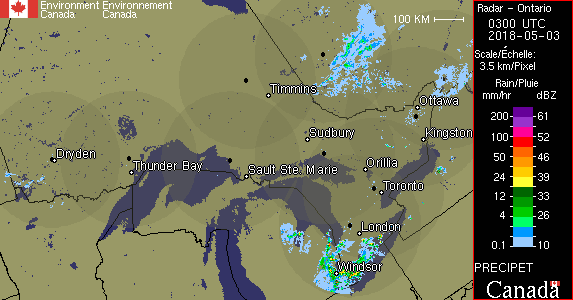 Environment Environnement
Canada Canada
100 KM
Timmins
Ottawa
Sudbury
Kingston
Dryden
Thunder Bay
Sault Ste. Marie
Orillia
Toronto
London
Windsor
Radar - Ontario
0300 UTC
2018-05-03
Scale/Échelle:
3.5 km/Pixel
Rain/Pluie
mm/hr dBZ
200 61
100 52
50 46
24 39
12 33
4 26
0.1 10
PRECIPET
Canada